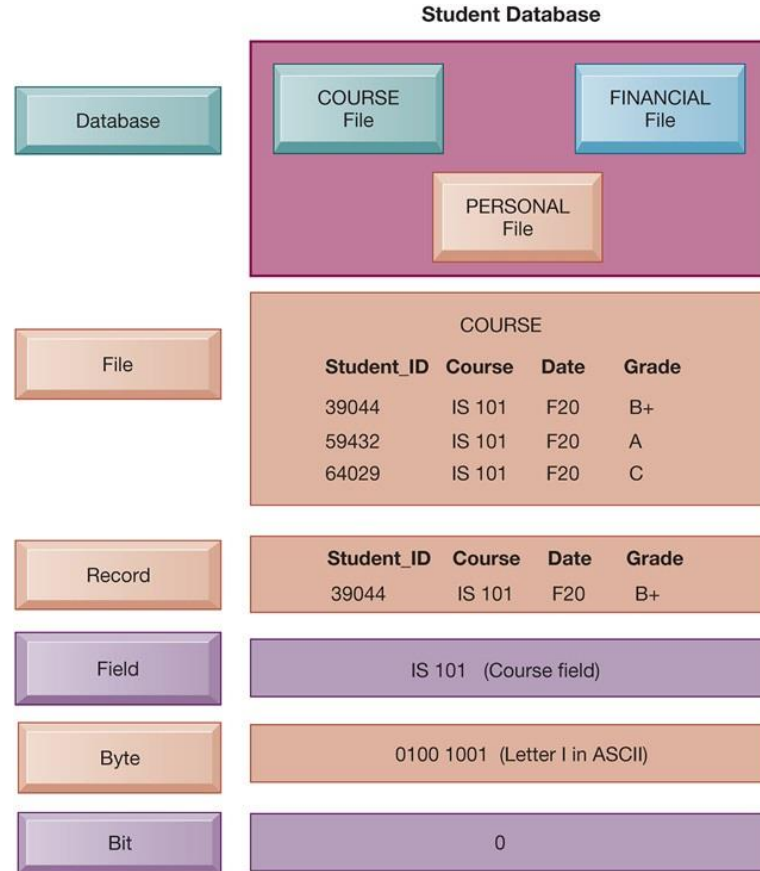 Student Database
Database
COURSE
File
FINANCIAL
File
PERSONAL
File
File
COURSE
Student_ID Course Date Grade
39044 IS 101 F20 B+
59432 IS 101 F20 A
64029 IS 101 F20 C
Record
Student_ID Course Date Grade
39044 IS 101 F20 B+
Field
IS 101 (Course field)
Byte
0100 1001 (Letter I in ASCII)
Bit
0